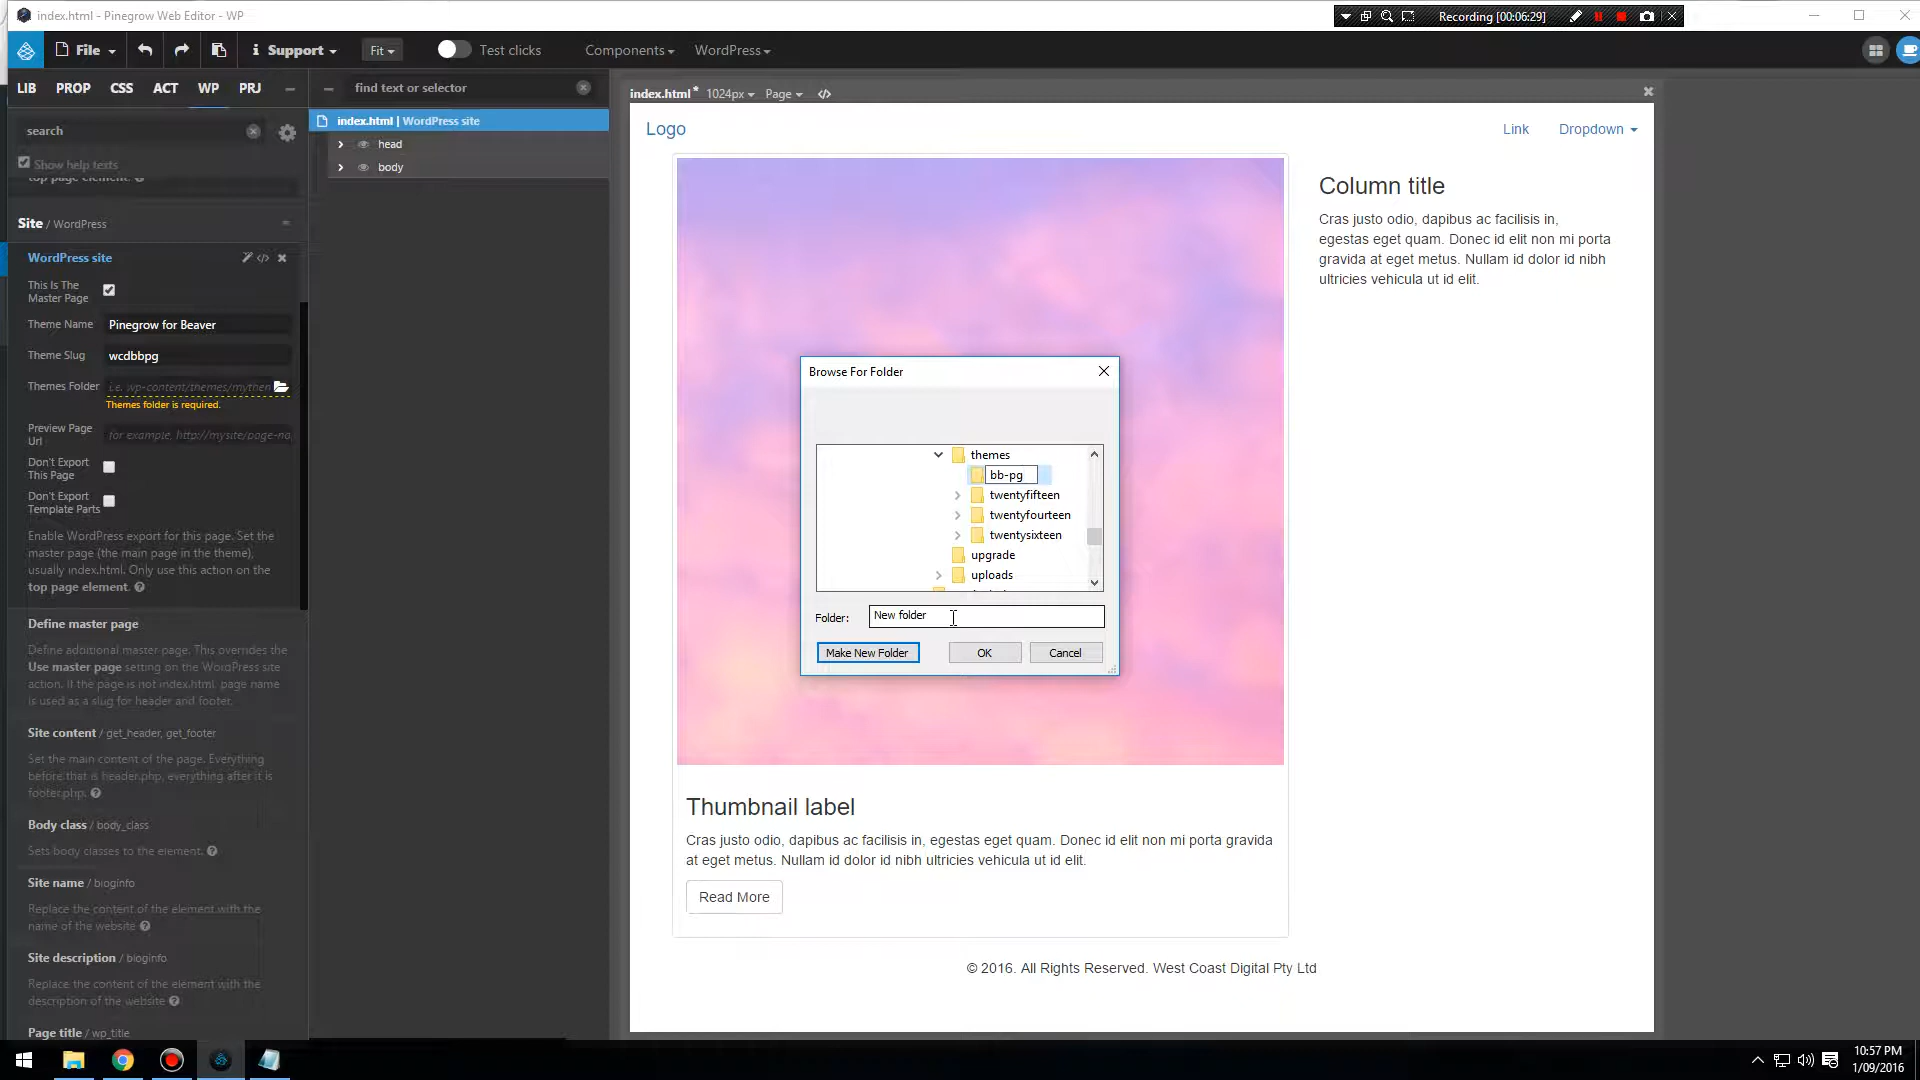 index.html - Pinegrow Web Editor - WP
Recording [00:06:29]
File
Support
Fit
Test clicks
Components
WordPress
LIB PROP CSS ACT WP PRJ
find text or selector
index.html * 1024px Page
search
Show help texts
top page element.
index.html | WordPress site
head
body
Site / WordPress
WordPress site
This Is The
Master Page
Theme Name Pinegrow for Beaver
Theme Slug wcdbbpg
Themes Folder i.e. wp-content/themes/mythem
Themes folder is required.
Preview Page
Url
for example, http://mysite/page-na
Don't Export
This Page
Don't Export
Template Parts
Enable WordPress export for this page. Set the
master page (the main page in the theme),
usually index.html. Only use this action on the
top page element.
Define master page
Define additional master page. This overrides the
Use master page setting on the WordPress site
action. If the page is not index.html, page name
is used as a slug for header and footer.
Site content / get_header, get_footer
Set the main content of the page. Everything
before that is header.php, everything after it is
footer.php.
Body class / body_class
Sets body classes to the element.
Site name / bloginfo
Replace the content of the element with the
name of the website
Site description / bloginfo
Replace the content of the element with the
description of the website
Page title / wp_title
Logo
Link
Dropdown
Column title
Cras justo odio, dapibus ac facilisis in,
egestas eget quam. Donec id elit non mi porta
gravida at eget metus. Nullam id dolor id nibh
ultricies vehicula ut id elit.
Browse For Folder
themes
bb-pg
twentyfifteen
twentyfourteen
twentysixteen
upgrade
uploads
Folder: New folder
Make New Folder
OK
Cancel
Thumbnail label
Cras justo odio, dapibus ac facilisis in, egestas eget quam. Donec id elit non mi porta gravida
at eget metus. Nullam id dolor id nibh ultricies vehicula ut id elit.
Read More
© 2016. All Rights Reserved. West Coast Digital Pty Ltd
10:57 PM
1/09/2016